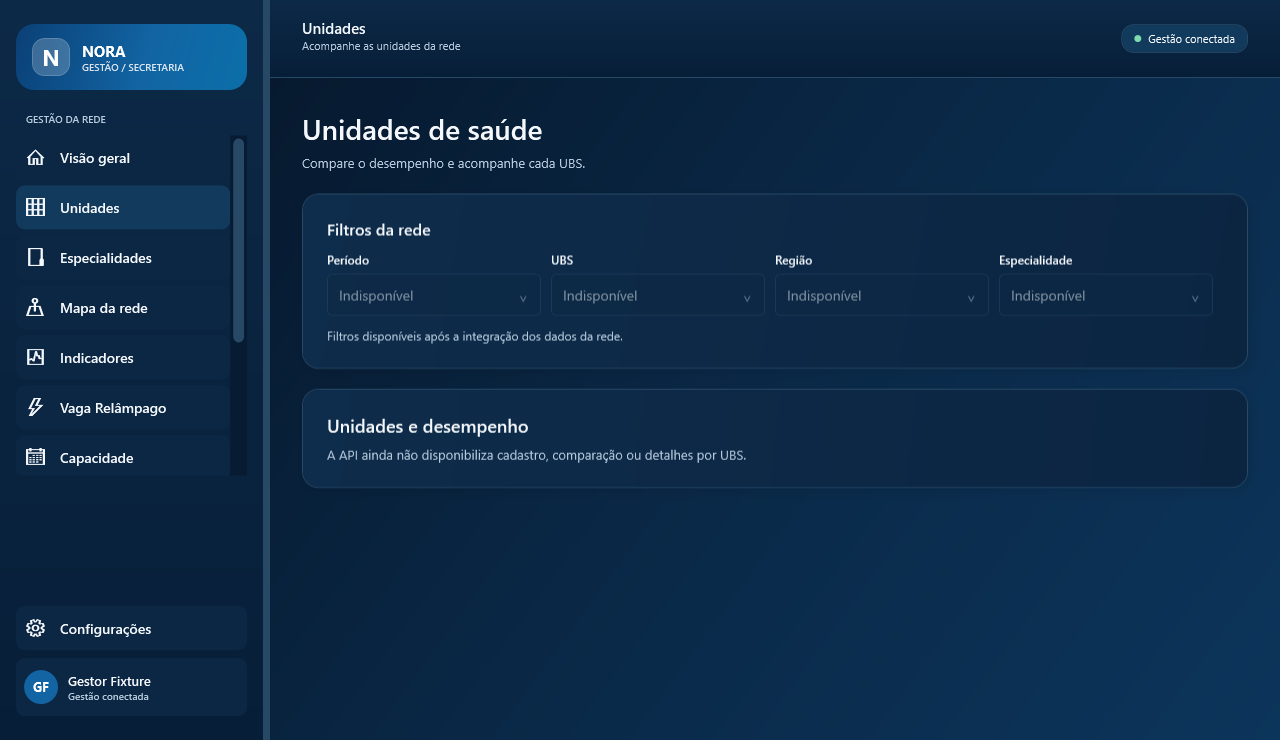 N
NORA
GESTÃO / SECRETARIA
GESTÃO DA REDE
Visão geral
Unidades
Especialidades
Mapa da rede
Indicadores
Vaga Relâmpago
Capacidade
Configurações
GF
Gestor Fixture
Gestão conectada
Unidades
Acompanhe as unidades da rede
Gestão conectada
Unidades de saúde
Compare o desempenho e acompanhe cada UBS.
Filtros da rede
Período UBS Região Especialidade
Indisponível Indisponível Indisponível Indisponível
Filtros disponíveis após a integração dos dados da rede.
Unidades e desempenho
A API ainda não disponibiliza cadastro, comparação ou detalhes por UBS.